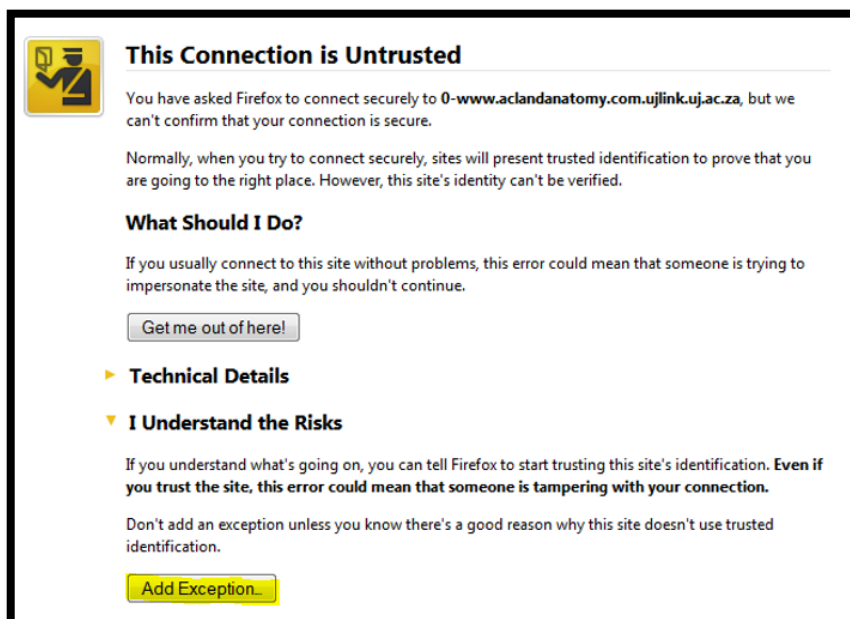 This Connection is Untrusted
You have asked Firefox to connect securely to 0-www.aclandanatomy.com.ujlink.uj.ac.za, but we
can't confirm that your connection is secure.
Normally, when you try to connect securely, sites will present trusted identification to prove that you
are going to the right place. However, this site's identity can't be verified.
What Should I Do?
If you usually connect to this site without problems, this error could mean that someone is trying to
impersonate the site, and you shouldn't continue.
Get me out of here!
Technical Details
I Understand the Risks
If you understand what's going on, you can tell Firefox to start trusting this site's identification. Even if
you trust the site, this error could mean that someone is tampering with your connection.
Don't add an exception unless you know there's a good reason why this site doesn't use trusted
identification.
Add Exception...